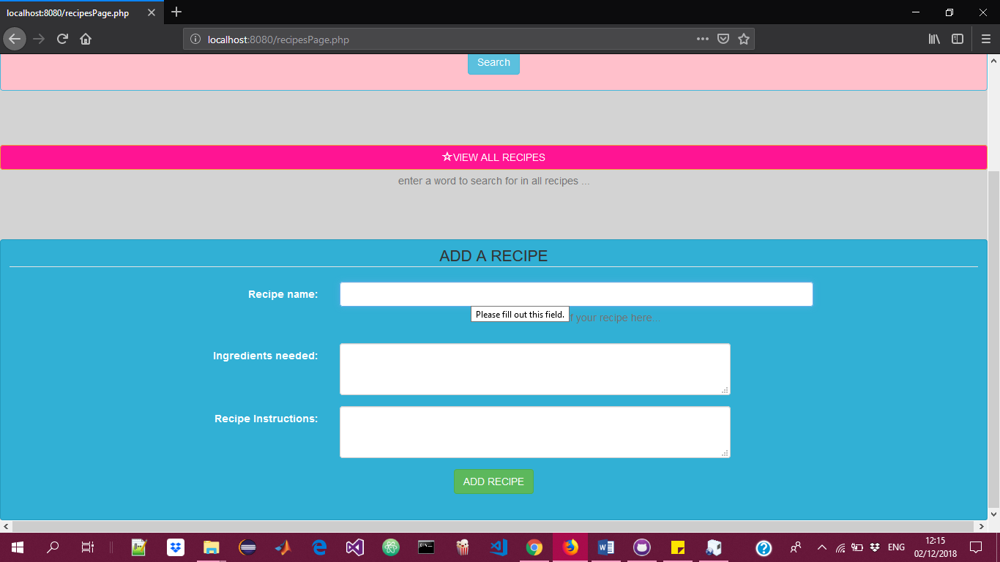 localhost:8080/recipesPage.php
localhost:8080/recipesPage.php
Search
VIEW ALL RECIPES
enter a word to search for in all recipes ...
ADD A RECIPE
Recipe name:
Please fill out this field.
your recipe here...
Ingredients needed:
Recipe Instructions:
ADD RECIPE
ENG
12:15
02/12/2018